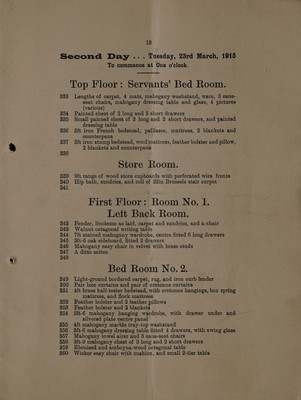 13
Second Day ... Tuesday, 23rd March, 1915
To commence at One o'clock
Top Floor: Servants' Bed Room.
333 Lengths of carpet, 4 mats, mahogany washstand, ware, 3 cane-
seat chairs, mahogany dressing table and glass, 4 pictures
(various)
334 Painted chest of 2 long and 2 short drawers
335 Small painted chest of 2 long and 2 short drawers, and painted
dressing table
336 3ft iron French bedstead, palliasse, mattress, 2 blankets and
counterpane
337 3ft iron stump bedstead, wool mattress, feather bolster and pillow,
2 blankets and counterpane
338
Store Room.
339 9ft range of wood store cupboards with perforated wire fronts
340 Hip bath, sundries, and roll of 22in Brussels stair carpet
341
First Floor: Room No. 1.
Left Back Room.
342 Fender, linoleum as laid, carpet and sundries, and a chair
343 Walnut octagonal writing table
344 7ft stained mahogany wardrobe, centre fitted 6 long drawers
345 3ft-6 oak sideboard, fitted 2 drawers
346 Mahogany easy chair in velvet with brass studs
347 A ditto settee
348
Bed Room No. 2.
349 Light-ground bordered carpet, rug, and iron curb fender
350 Pair lace curtains and pair of cretonne curtains
351 4ft brass half-tester bedstead, with cretonne hangings, box spring
mattress, and flock mattress
352 Feather bolster and 2 feather pillows
353 Feather bolster and 2 blankets
354 3ft-6 mahogany hanging wardrobe, with drawer under and
silvered plate centre panel
355 4ft mahogany marble tray-top washstand
356 3ft-6 mahogany dressing table fitted 4 drawers, with swing glass
357 Mahogany towel airer and 3 cane-seat chairs
358 3ft-9 mahogany chest of 3 long and 2 short drawers
359 Ebonised and amboyna-wood octagonal table
360 Wicker easy chair with cushion, and small 2-tier table